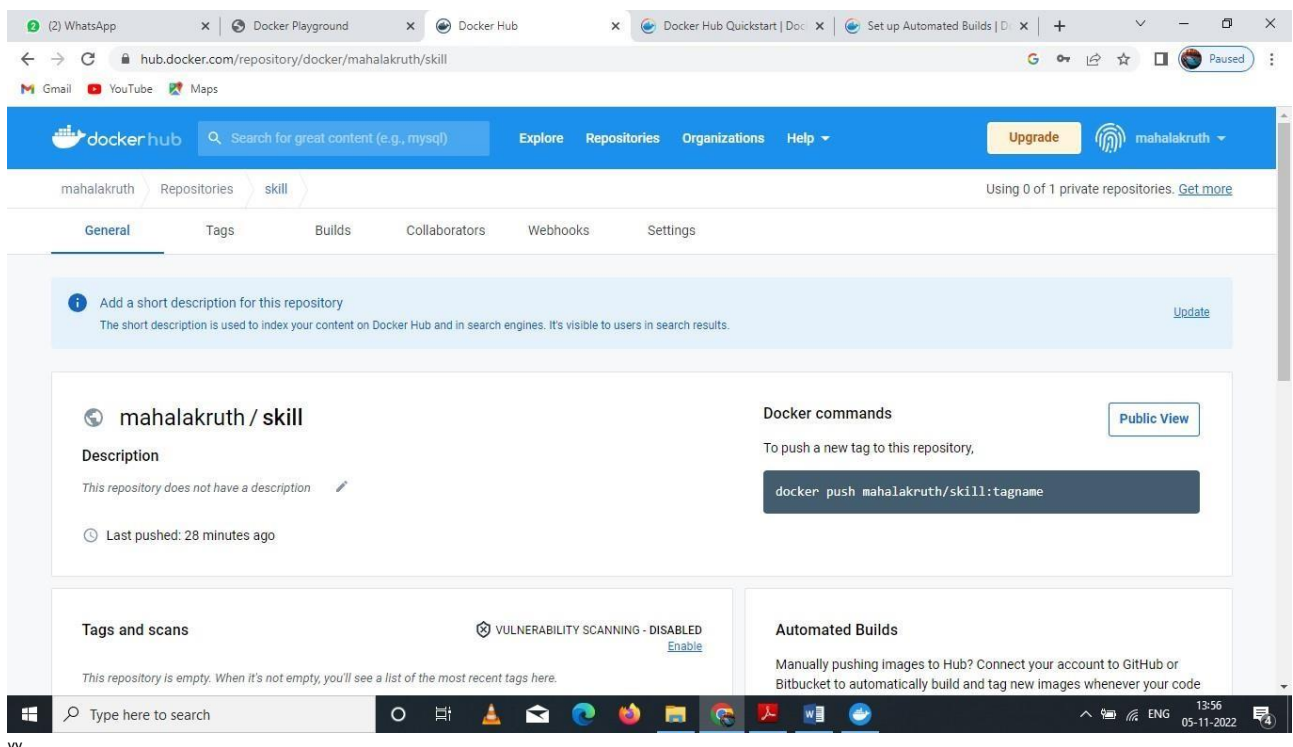 (2) WhatsApp
Docker Playground
Docker Hub
Docker Hub Quickstart | Doc
Set up Automated Builds | D
hub.docker.com/repository/docker/mahalakruth/skill
Paused
Gmail YouTube Maps
docker hub
Search for great content (e.g., mysql)
Explore Repositories Organizations Help
Upgrade
mahalakruth
mahalakruth Repositories skill
Using 0 of 1 private repositories. Get more
General Tags Builds Collaborators Webhooks Settings
Add a short description for this repository
The short description is used to index your content on Docker Hub and in search engines. It's visible to users in search results.
Update
mahalakruth / skill
Description
This repository does not have a description
Last pushed: 28 minutes ago
Docker commands
Public View
To push a new tag to this repository,
docker push mahalakruth/skill:tagname
Tags and scans
VULNERABILITY SCANNING - DISABLED
Enable
This repository is empty. When it's not empty, you'll see a list of the most recent tags here.
Automated Builds
Manually pushing images to Hub? Connect your account to GitHub or
Bitbucket to automatically build and tag new images whenever your code
Type here to search
ENG
13:56
05-11-2022
4